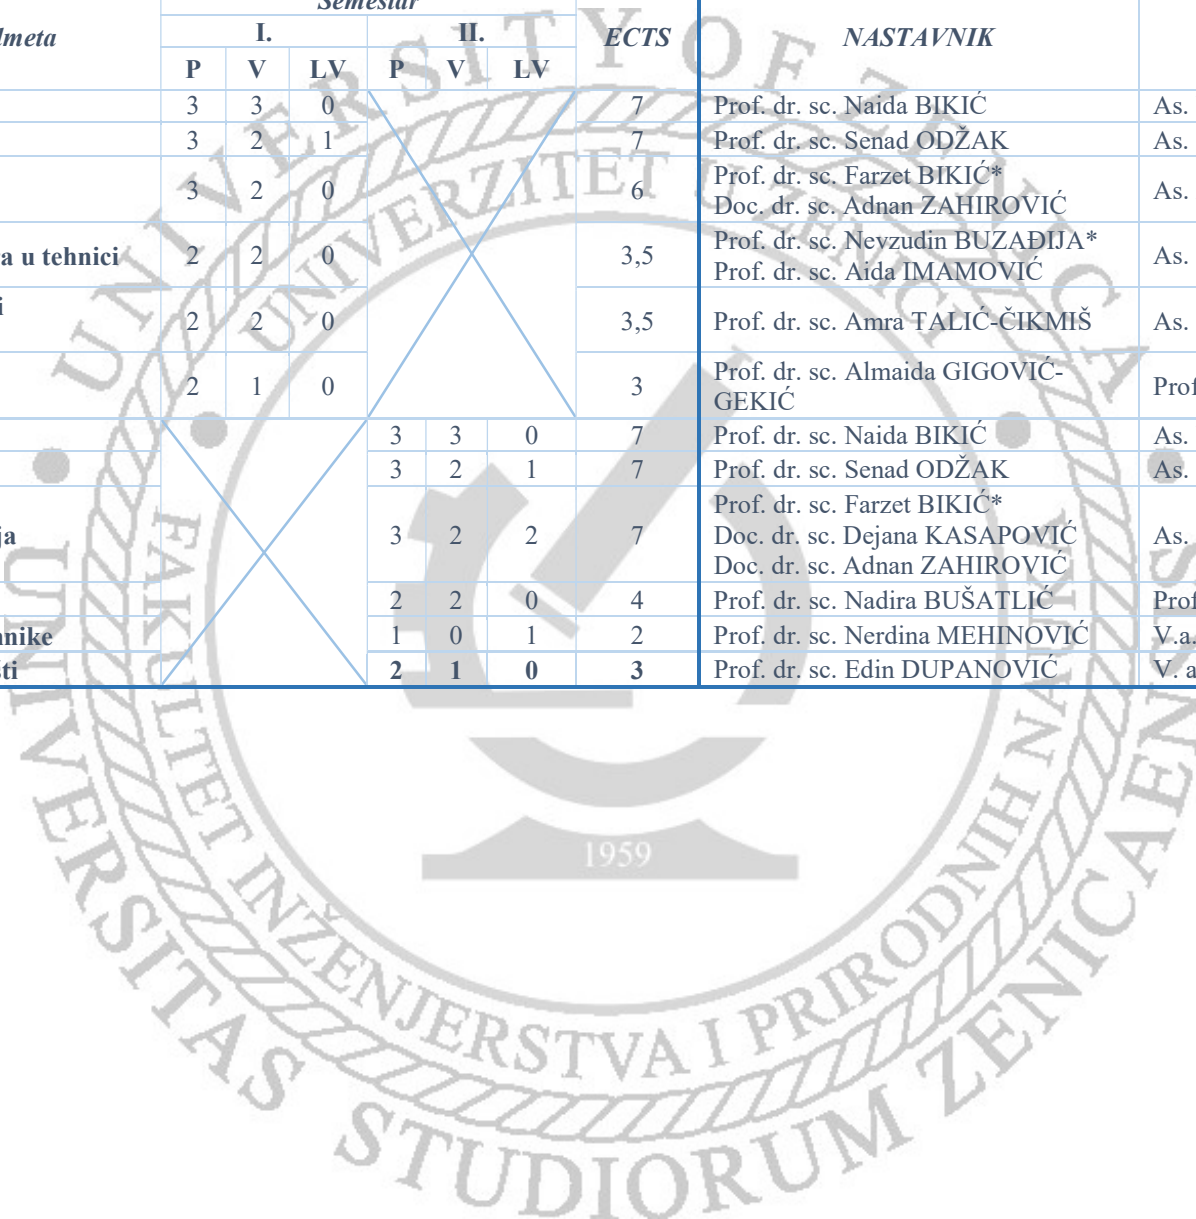 Semestar
I. II. ECTS NASTAVNIK
P V LV P V LV
3 3 0 7 Prof. dr. sc. Naida BIKIĆ As.
3 2 1 7 Prof. dr. sc. Senad ODŽAK As.
3 2 0 6 Prof. dr. sc. Farzet BIKIĆ* As.
Doc. dr. sc. Adnan ZAHIROVIĆ
a u tehnici 2 2 0 3,5 Prof. dr. sc. Nevzudin BUZAĐIJA* As.
Prof. dr. sc. Aida IMAMOVIĆ
i 2 2 0 3,5 Prof. dr. sc. Amra TALIĆ-ČIKMIŠ As.
2 1 0 3 Prof. dr. sc. Almaida GIGOVIĆ-
GEKIĆ
3 3 0 7 Prof. dr. sc. Naida BIKIĆ As.
3 2 1 7 Prof. dr. sc. Senad ODŽAK As.
Prof. dr. sc. Farzet BIKIĆ*
ja 3 2 2 7 Doc. dr. sc. Dejana KASAPOVIĆ As.
Doc. dr. sc. Adnan ZAHIROVIĆ
2 2 0 4 Prof. dr. sc. Nadira BUŠATLIĆ Prof
1 0 1 2 Prof. dr. sc. Nerdina MEHINOVIĆ V.a.
šti 2 1 0 3 Prof. dr. sc. Edin DUPANOVIĆ V. a
UNIVERSITY OF ZENICA
UNIVERZITET U ZENICI
FAKULTET INŽENJERSTVA I PRIRODNIH NAUKA
UNIVERSITAS STUDIORUM ZENICAENSIS
1959